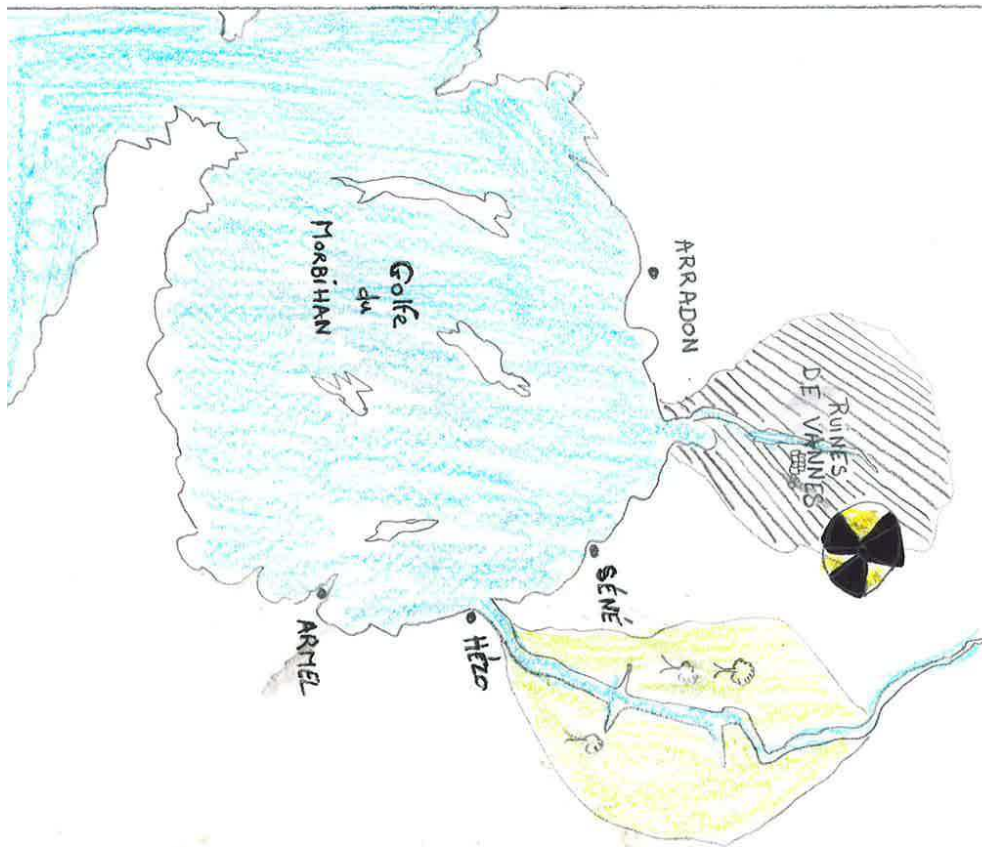 ARRADON
RUINES
DE VANNES
Golfe
du
MORBIHAN
SÉNÉ
HÉZO
ARMEL